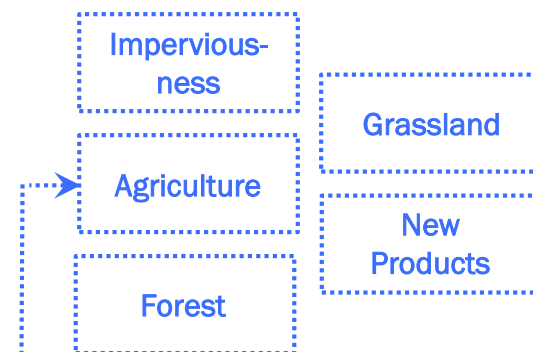 Impervious-
ness
Agriculture
Forest
Grassland
New
Products